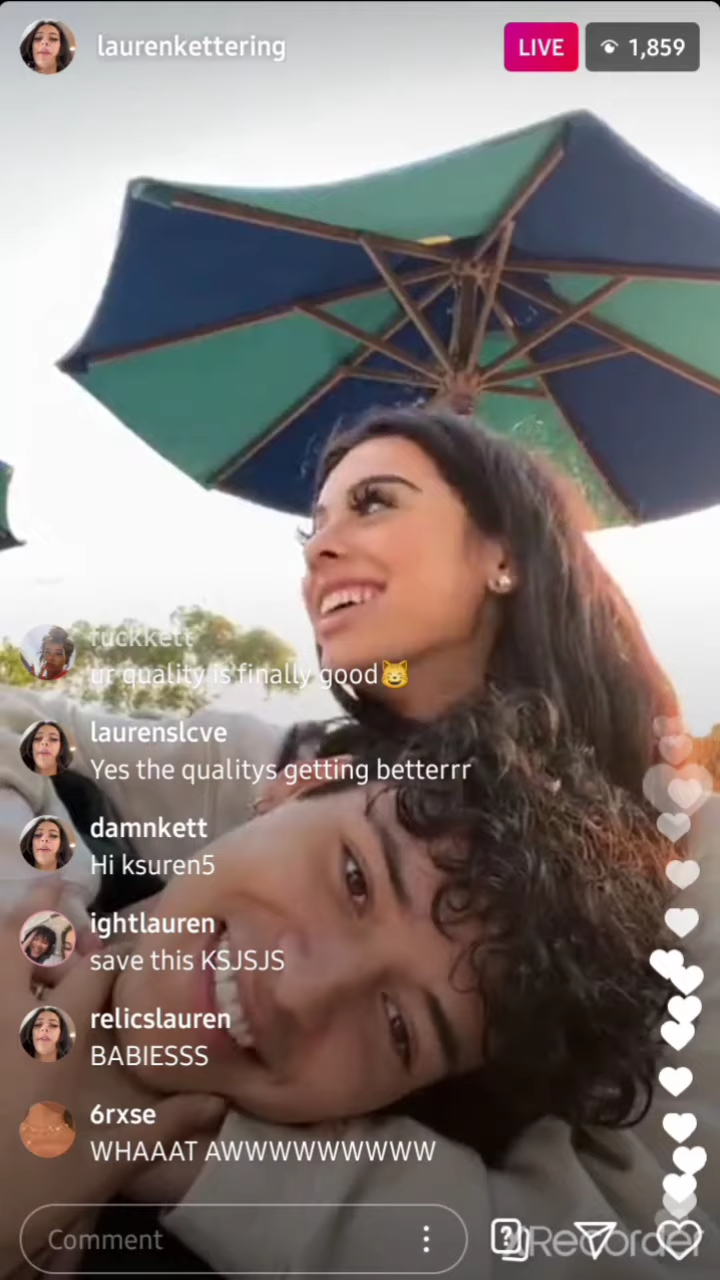 laurenkettering
LIVE
1,859
fuckkett
ur quality is finally good😸
laurenslcve
Yes the qualitys getting betterrr
damnkett
Hi ksuren5
ightlauren
save this KSJSJS
relicslauren
BABIESSS
6rxse
WHAAAT AWWWWWWWWW
Comment
?
XRecorder